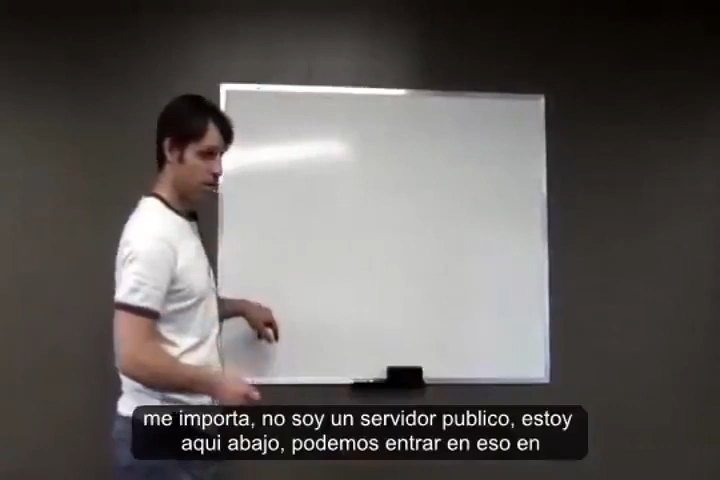 me importa, no soy un servidor publico, estoy
aqui abajo, podemos entrar en eso en